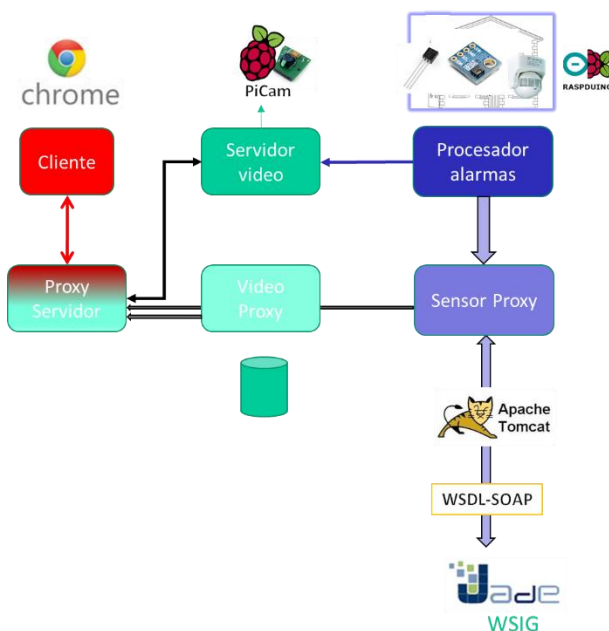 chrome
PiCam
RASPDUINO
Cliente
Servidor
video
Procesador
alarmas
Proxy
Servidor
Video
Proxy
Sensor Proxy
Apache
Tomcat
WSDL-SOAP
Jade
WSIG